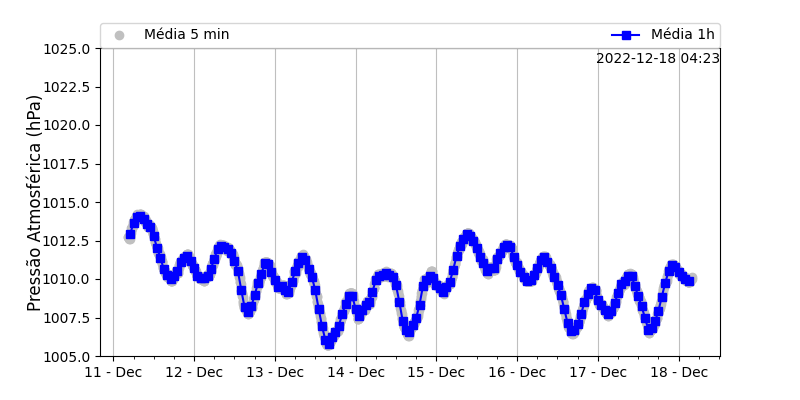 Média 5 min
Média 1h
2022-12-18 04:23
Pressão Atmosférica (hPa)
1025.0
1022.5
1020.0
1017.5
1015.0
1012.5
1010.0
1007.5
1005.0
11 - Dec
12 - Dec
13 - Dec
14 - Dec
15 - Dec
16 - Dec
17 - Dec
18 - Dec